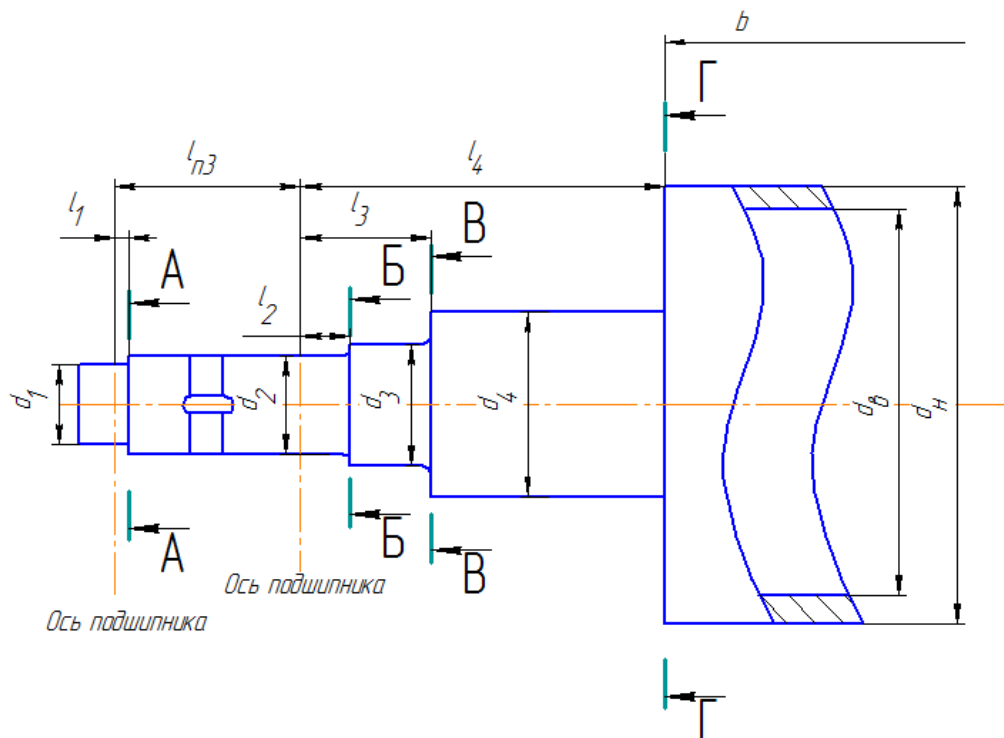 b
Г
lп3
l4
l1
l3
В
А
Б
l2
d1
d2
d3
d4
dв
dн
А
Б
В
Ось подшипника
Ось подшипника
Г